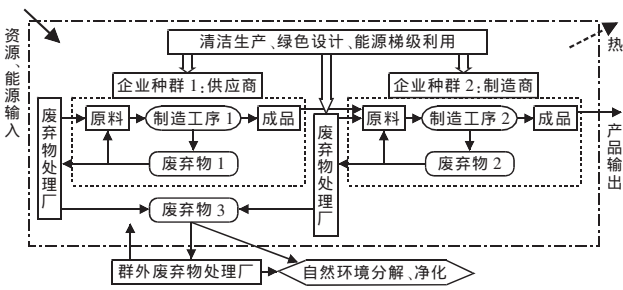 清洁生产、绿色设计、能源梯级利用
热
资源、能源输入
企业种群1:供应商
企业种群2:制造商
废弃物处理厂
原料
制造工序1
成品
废弃物1
废弃物处理厂
原料
制造工序2
成品
废弃物2
产品输出
废弃物3
群外废弃物处理厂
自然环境分解、净化